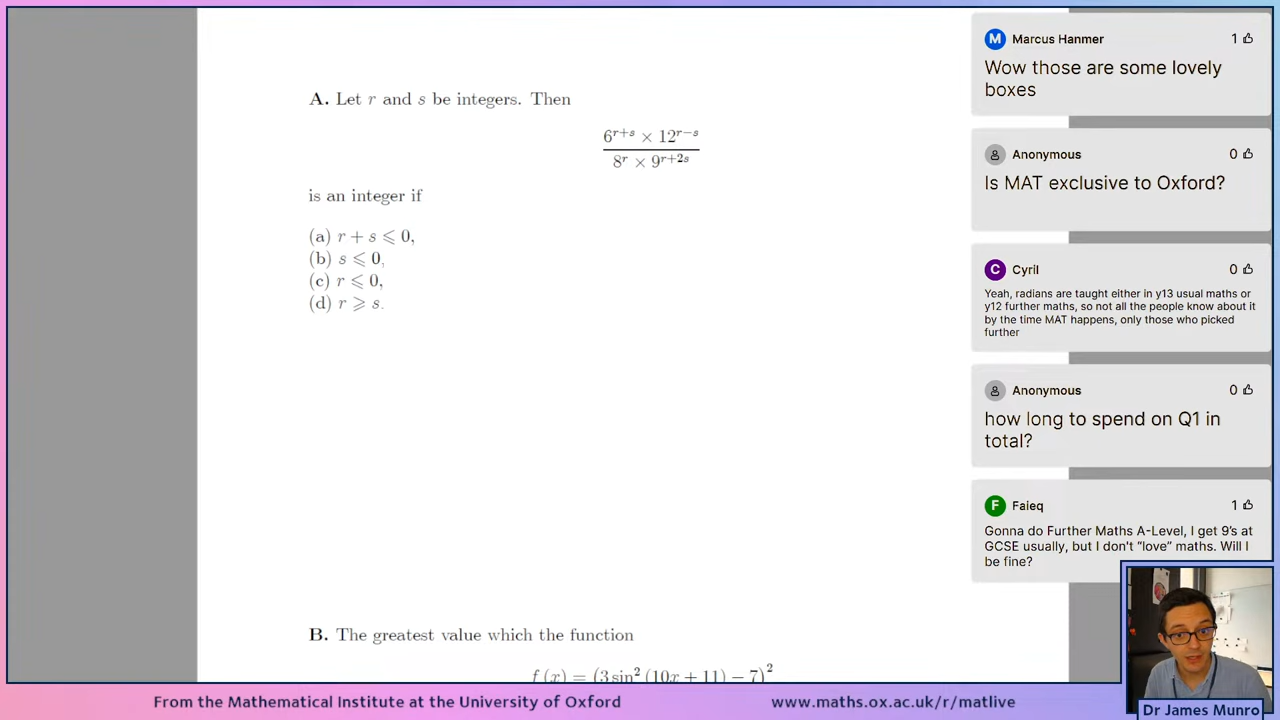 A. Let r and s be integers. Then
6^{r+s} × 12^{r−s}
8^r × 9^{r+2s}
is an integer if
(a) r + s ⩽ 0,
(b) s ⩽ 0,
(c) r ⩽ 0,
(d) r ⩾ s.
B. The greatest value which the function
f (x) = (3 sin² (10x + 11) − 7)²
M Marcus Hanmer 1
Wow those are some lovely
boxes
Anonymous 0
Is MAT exclusive to Oxford?
C Cyril 0
Yeah, radians are taught either in y13 usual maths or
y12 further maths, so not all the people know about it
by the time MAT happens, only those who picked
further
Anonymous 0
how long to spend on Q1 in
total?
F Faieq 1
Gonna do Further Maths A-Level, I get 9’s at
GCSE usually, but I don't “love” maths. Will I
be fine?
From the Mathematical Institute at the University of Oxford
www.maths.ox.ac.uk/r/matlive
Dr James Munro